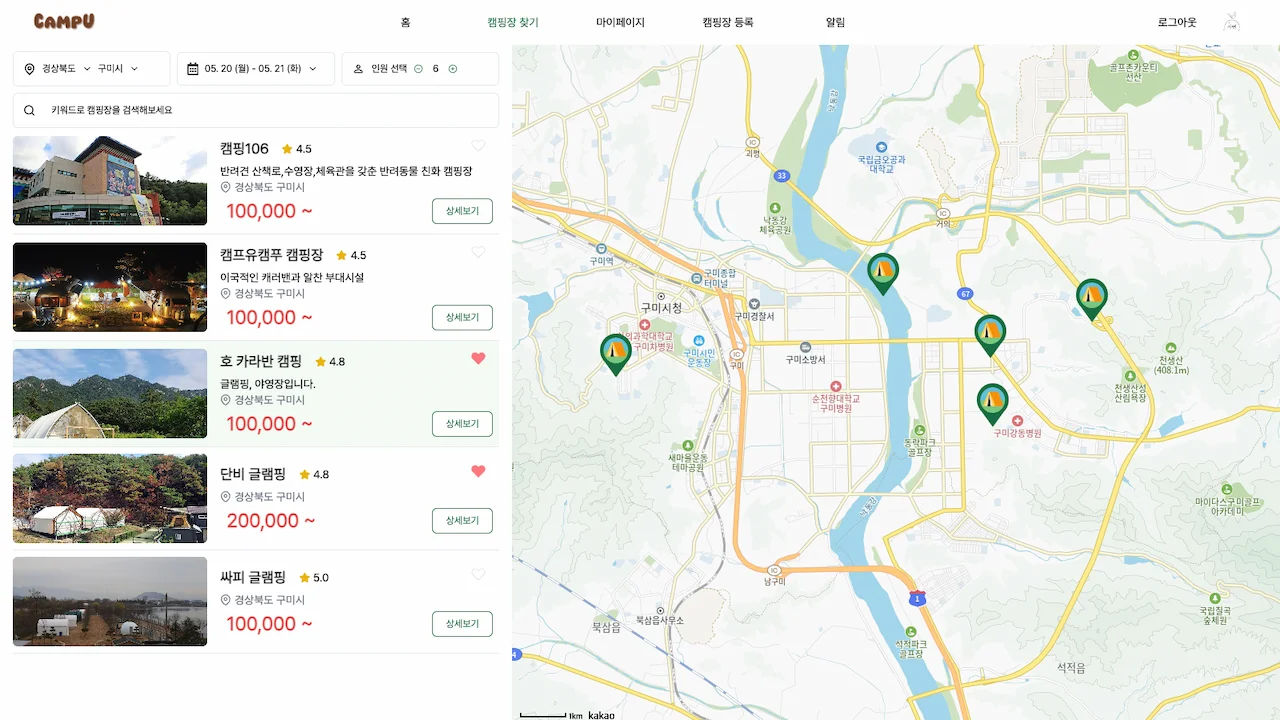 CAMPU
홈
캠핑장 찾기
마이페이지
캠핑장 등록
알림
로그아웃
경상북도
구미시
05. 20 (월) - 05. 21 (화)
인원 선택
키워드로 캠핑장을 검색해보세요
캠핑106
4.5
반려견 산책로,수영장,체육관을 갖춘 반려동물 친화 캠핑장
경상북도 구미시
100,000 ~
상세보기
캠프유캠푸 캠핑장
4.5
이국적인 캐러밴과 알찬 부대시설
경상북도 구미시
100,000 ~
상세보기
호 카라반 캠핑
4.8
글램핑, 야영장입니다.
경상북도 구미시
100,000 ~
상세보기
단비 글램핑
4.8
경상북도 구미시
200,000 ~
상세보기
싸피 글램핑
5.0
경상북도 구미시
100,000 ~
상세보기
골프존카운티
선산
IC
괴평
국립금오공과
대학교
33
낙동강
체육공원
IC
거의
구미역
구미종합
터미널
67
구미시청
구미경찰서
구미차병원
구미시민
운동장
IC
구미
구미소방서
천생산
(408.1m)
천생산성
산림욕장
순천향대학교
구미병원
구미강동병원
동락파크
골프장
새마을운동
테마공원
마이다스구미골프
아카데미
낙동강
IC
남구미
1
북삼읍
북삼읍사무소
국립칠곡
숲체원
석적파크
골프장
석적읍
4
1km
kakao